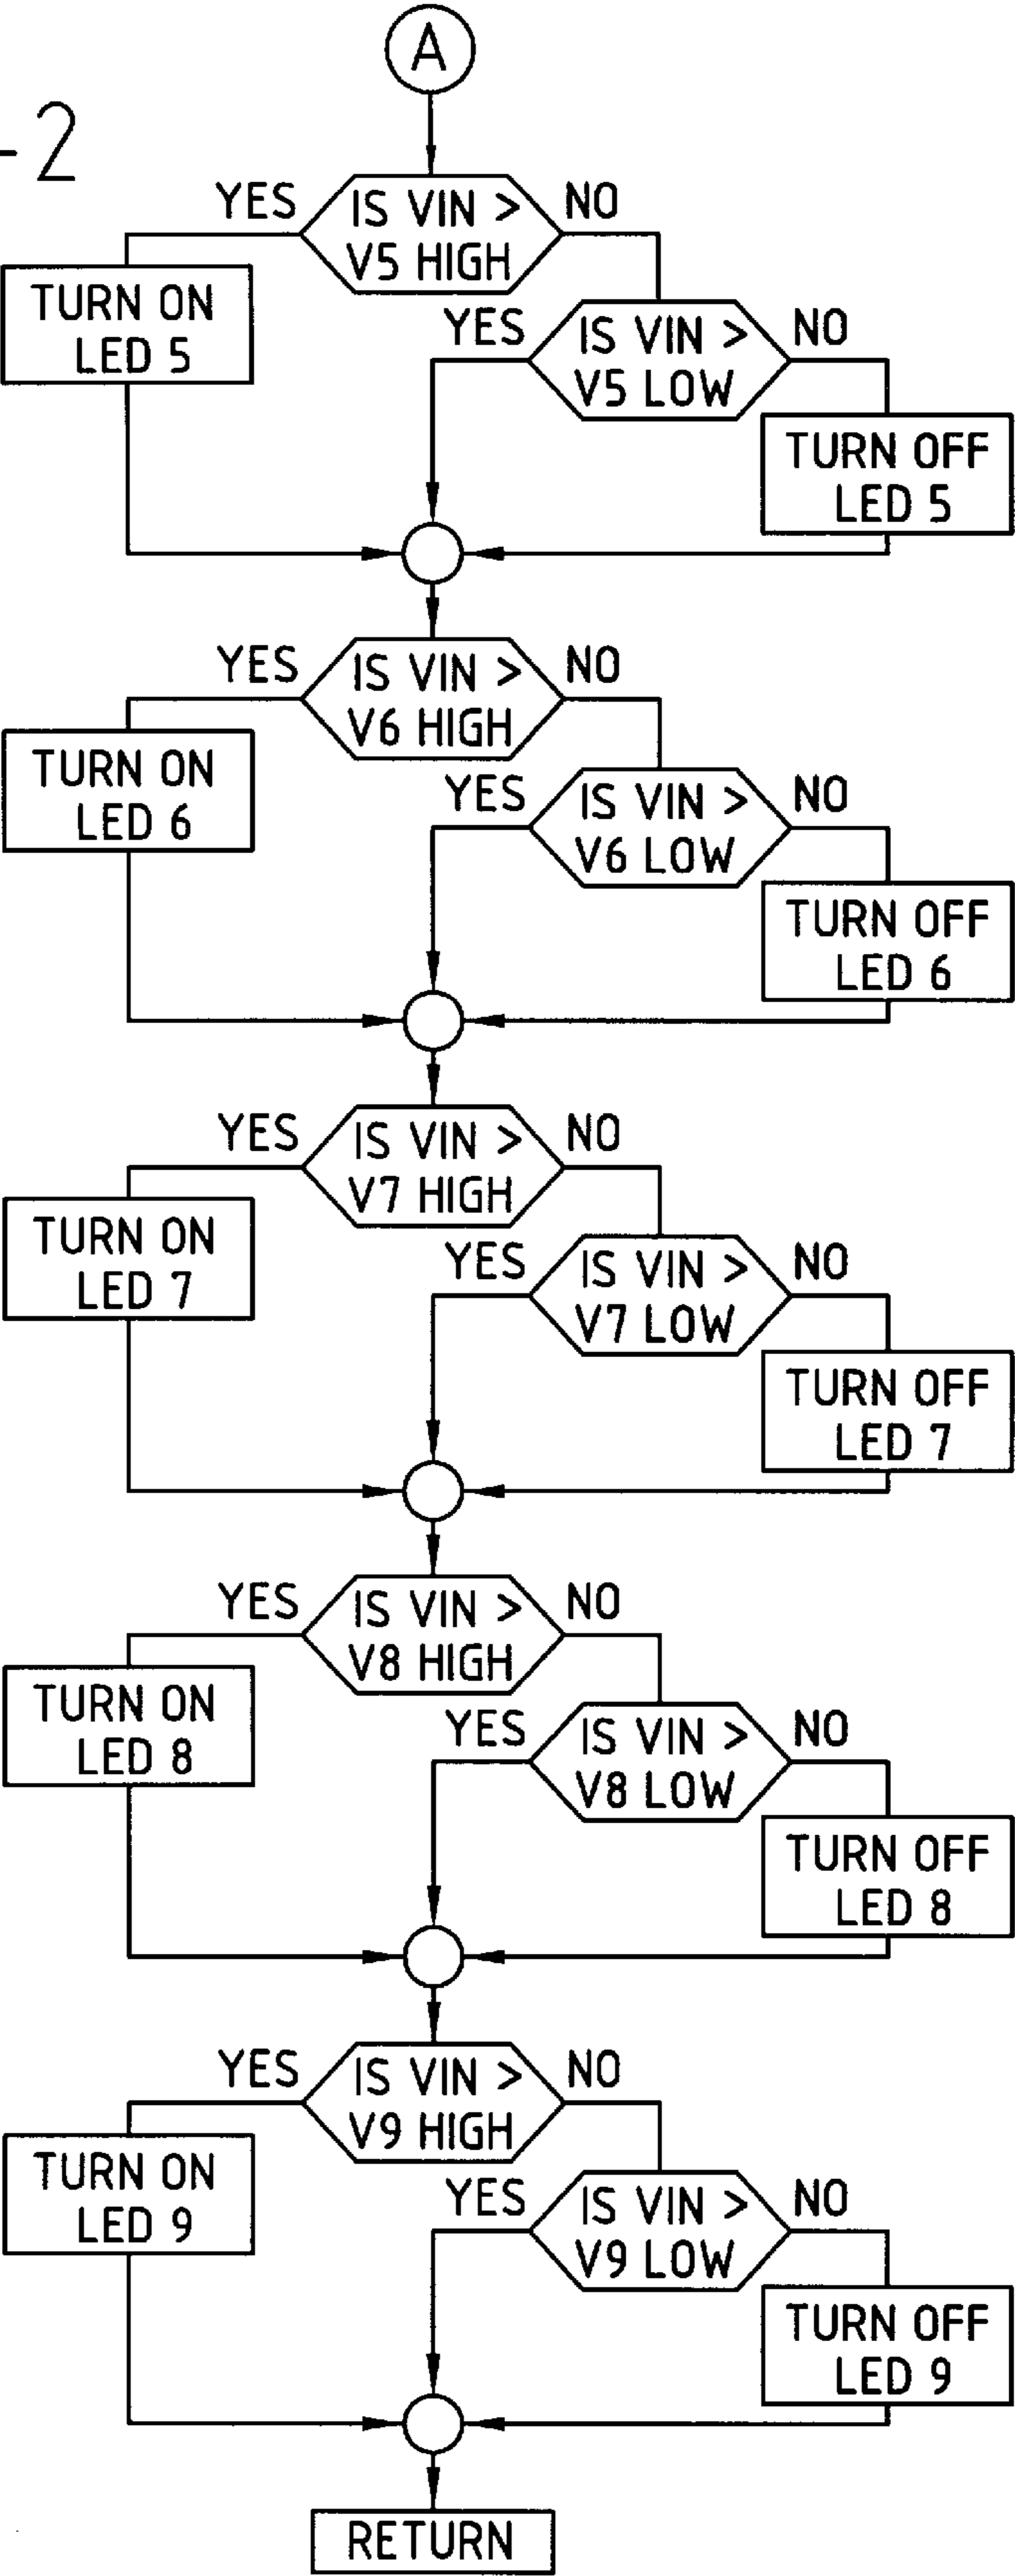 A
-2
YES
IS VIN >
V5 HIGH
NO
TURN ON
LED 5
YES
IS VIN >
V5 LOW
NO
TURN OFF
LED 5
YES
IS VIN >
V6 HIGH
NO
TURN ON
LED 6
YES
IS VIN >
V6 LOW
NO
TURN OFF
LED 6
YES
IS VIN >
V7 HIGH
NO
TURN ON
LED 7
YES
IS VIN >
V7 LOW
NO
TURN OFF
LED 7
YES
IS VIN >
V8 HIGH
NO
TURN ON
LED 8
YES
IS VIN >
V8 LOW
NO
TURN OFF
LED 8
YES
IS VIN >
V9 HIGH
NO
TURN ON
LED 9
YES
IS VIN >
V9 LOW
NO
TURN OFF
LED 9
RETURN